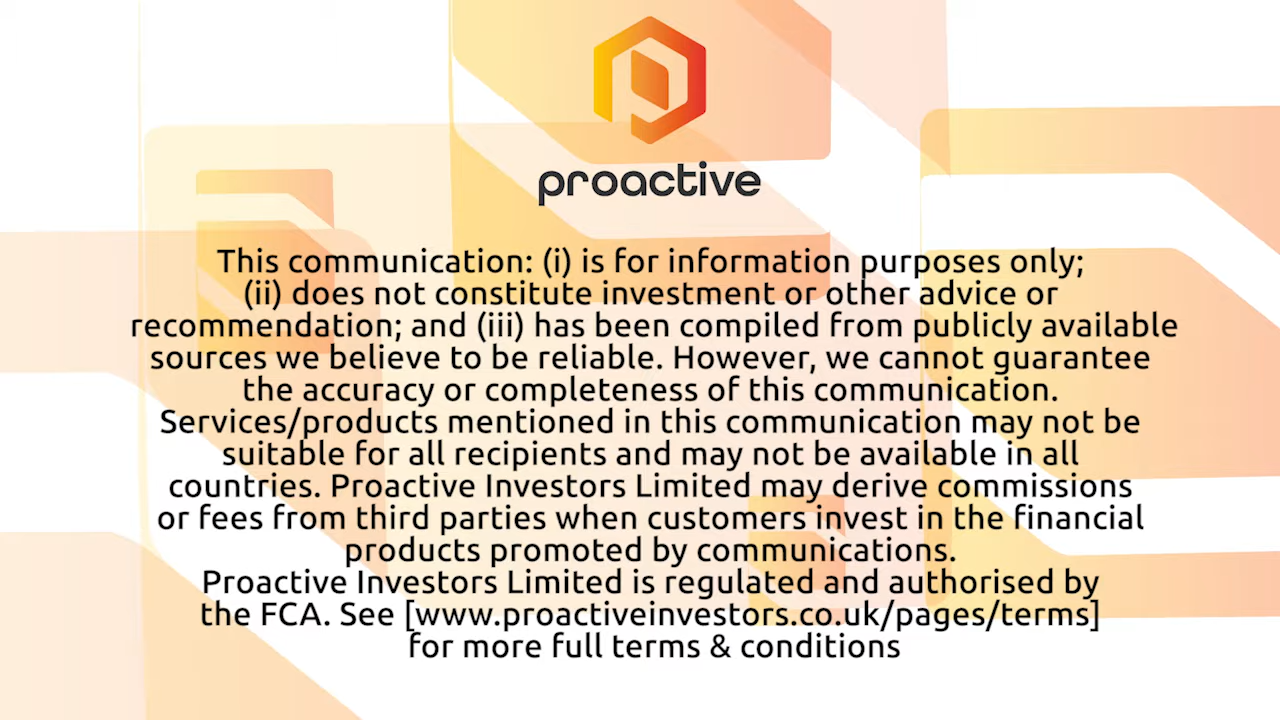 proactive
This communication: (i) is for information purposes only;
(ii) does not constitute investment or other advice or
recommendation; and (iii) has been compiled from publicly available
sources we believe to be reliable. However, we cannot guarantee
the accuracy or completeness of this communication.
Services/products mentioned in this communication may not be
suitable for all recipients and may not be available in all
countries. Proactive Investors Limited may derive commissions
or fees from third parties when customers invest in the financial
products promoted by communications.
Proactive Investors Limited is regulated and authorised by
the FCA. See [www.proactiveinvestors.co.uk/pages/terms]
for more full terms & conditions